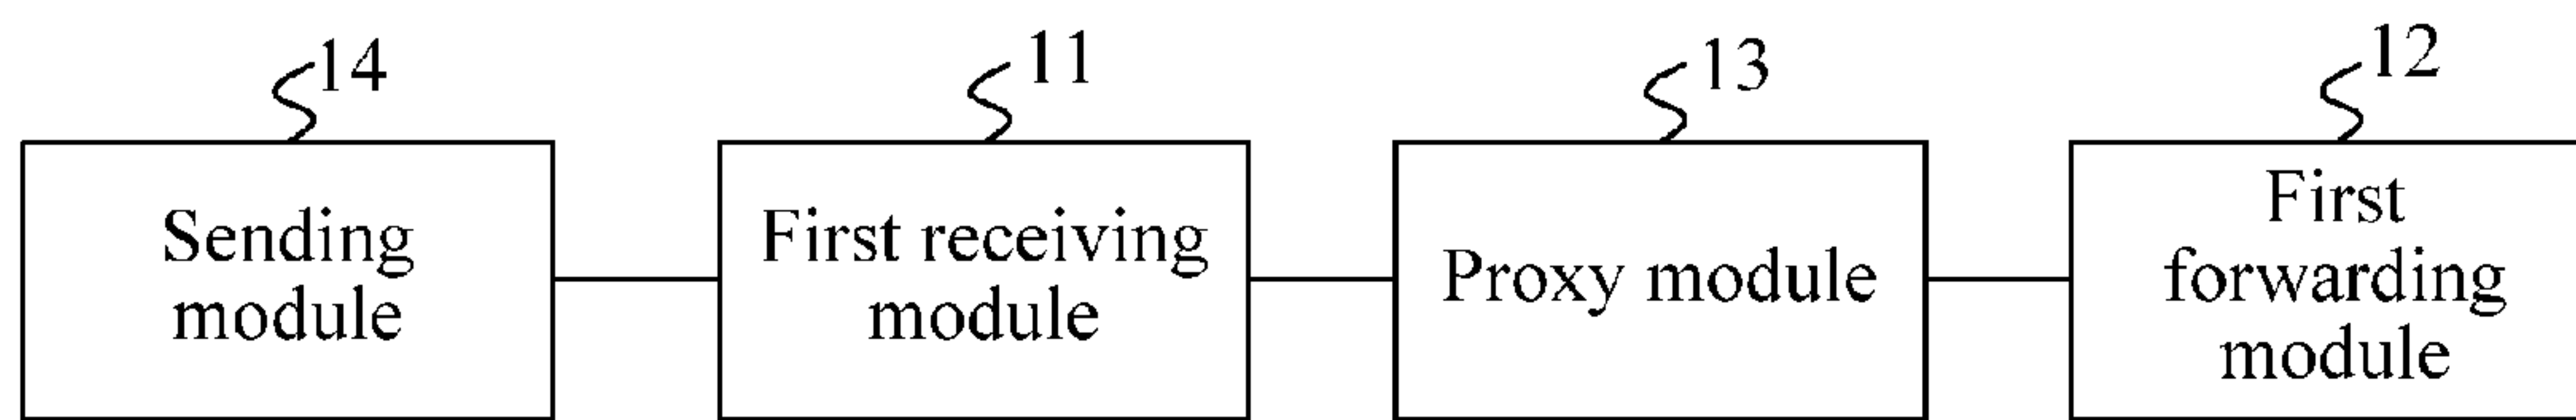 14
11
13
12
Sending
module
First receiving
module
Proxy module
First
forwarding
module